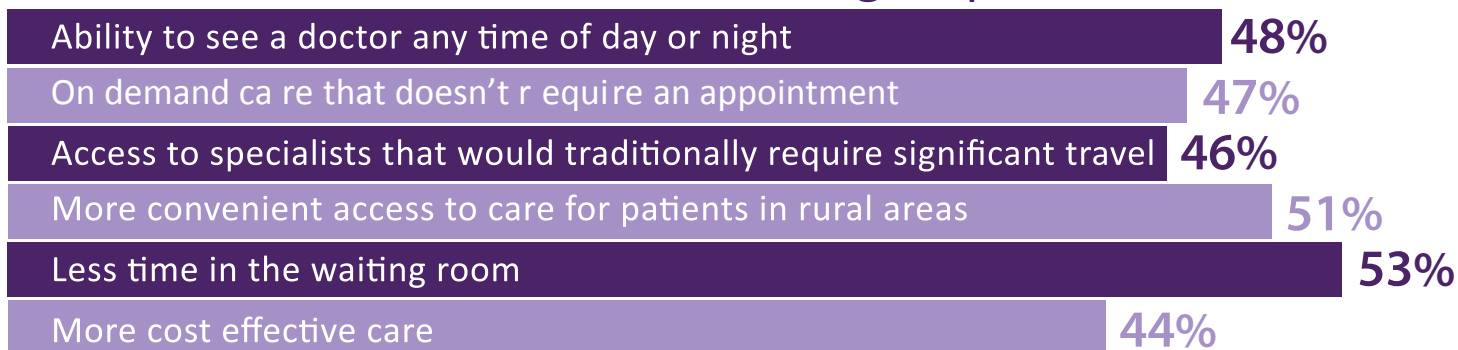 Ability to see a doctor any time of day or night 48%
On demand ca re that doesn’t r equire an appointment 47%
Access to specialists that would traditionally require significant travel 46%
More convenient access to care for patients in rural areas 51%
Less time in the waiting room 53%
More cost effective care 44%